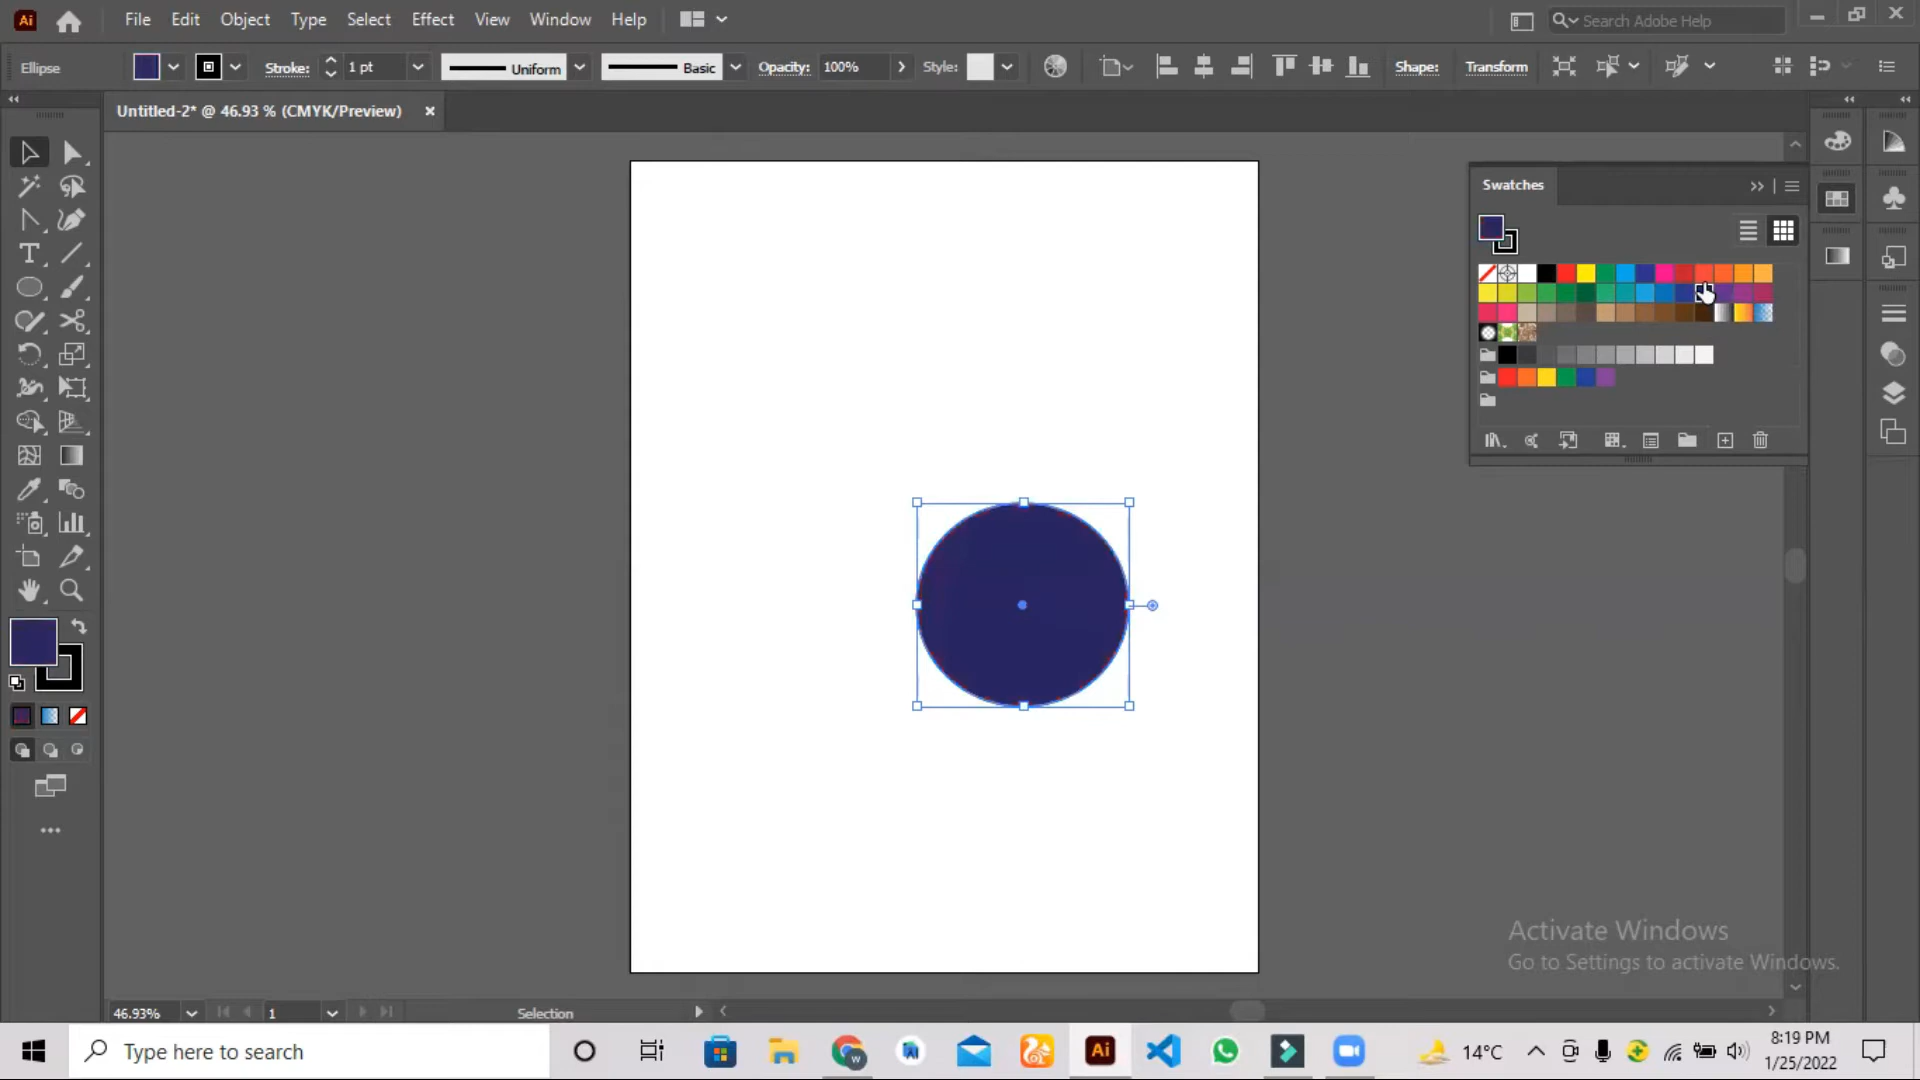 Ai File Edit Object Type Select Effect View Window Help Search Adobe Help
Ellipse Stroke: 1 pt Uniform Basic Opacity: 100% Style: Shape: Transform
Untitled-2* @ 46.93 % (CMYK/Preview)
Swatches
Activate Windows
Go to Settings to activate Windows.
46.93% 1 Selection
Type here to search
Ai
14°C
8:19 PM
1/25/2022